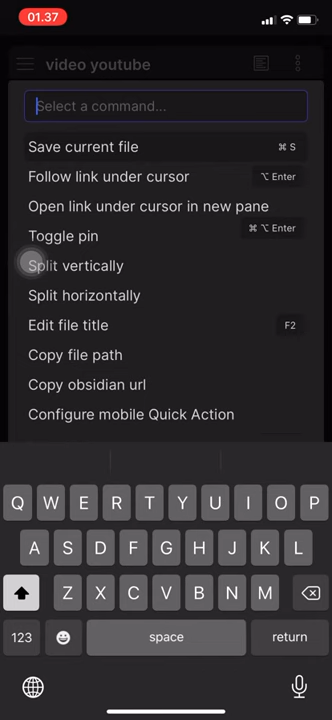 01.37
video youtube
Select a command...
Save current file ⌘ S
Follow link under cursor ⌥ Enter
Open link under cursor in new pane
⌘ ⌥ Enter
Toggle pin
Split vertically
Split horizontally
Edit file title F2
Copy file path
Copy obsidian url
Configure mobile Quick Action
Q W E R T Y U I O P
A S D F G H J K L
Z X C V B N M
123 space return